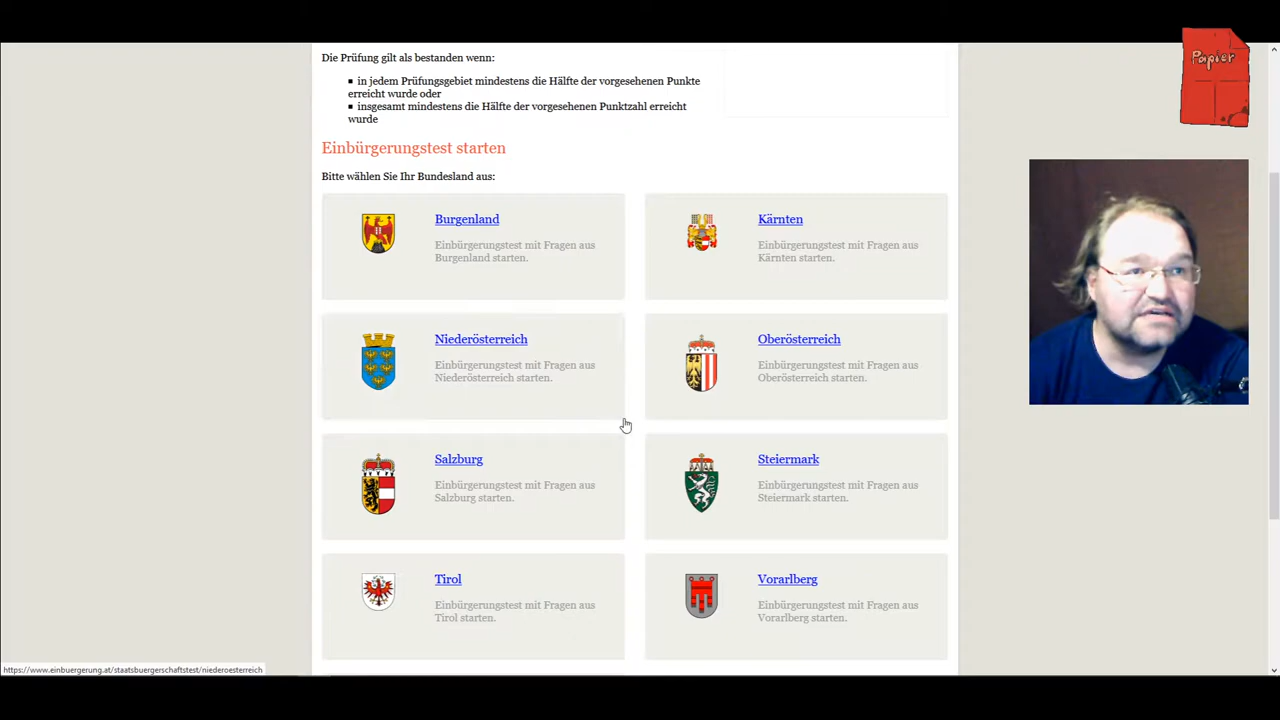 Papier
Die Prüfung gilt als bestanden wenn:
in jedem Prüfungsgebiet mindestens die Hälfte der vorgesehenen Punkte
erreicht wurde oder
insgesamt mindestens die Hälfte der vorgesehenen Punktzahl erreicht
wurde
Einbürgerungstest starten
Bitte wählen Sie Ihr Bundesland aus:
Burgenland
Einbürgerungstest mit Fragen aus
Burgenland starten.
Kärnten
Einbürgerungstest mit Fragen aus
Kärnten starten.
Niederösterreich
Einbürgerungstest mit Fragen aus
Niederösterreich starten.
Oberösterreich
Einbürgerungstest mit Fragen aus
Oberösterreich starten.
Salzburg
Einbürgerungstest mit Fragen aus
Salzburg starten.
Steiermark
Einbürgerungstest mit Fragen aus
Steiermark starten.
Tirol
Einbürgerungstest mit Fragen aus
Tirol starten.
Vorarlberg
Einbürgerungstest mit Fragen aus
Vorarlberg starten.
https://www.einbuergerung.at/staatsbuergerschaftstest/niederoesterreich